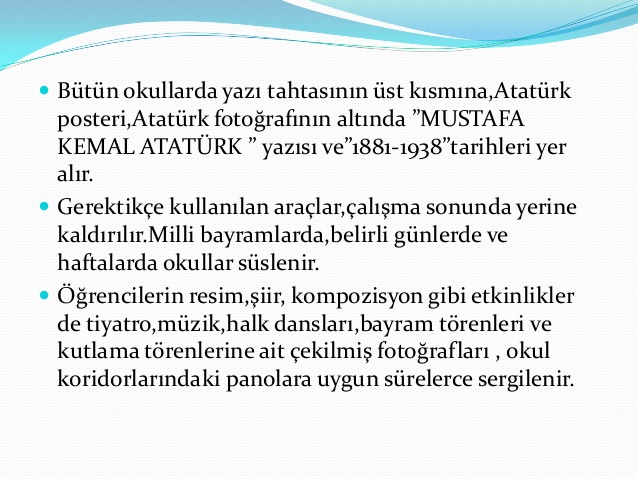 • Bütün okullarda yazı tahtasının üst kısmına,Atatürk
posteri,Atatürk fotoğrafının altında ”MUSTAFA
KEMAL ATATÜRK ” yazısı ve”1881-1938”tarihleri yer
alır.
• Gerektikçe kullanılan araçlar,çalışma sonunda yerine
kaldırılır.Milli bayramlarda,belirli günlerde ve
haftalarda okullar süslenir.
• Öğrencilerin resim,şiir, kompozisyon gibi etkinlikler
de tiyatro,müzik,halk dansları,bayram törenleri ve
kutlama törenlerine ait çekilmiş fotoğrafları , okul
koridorlarındaki panolara uygun sürelerce sergilenir.